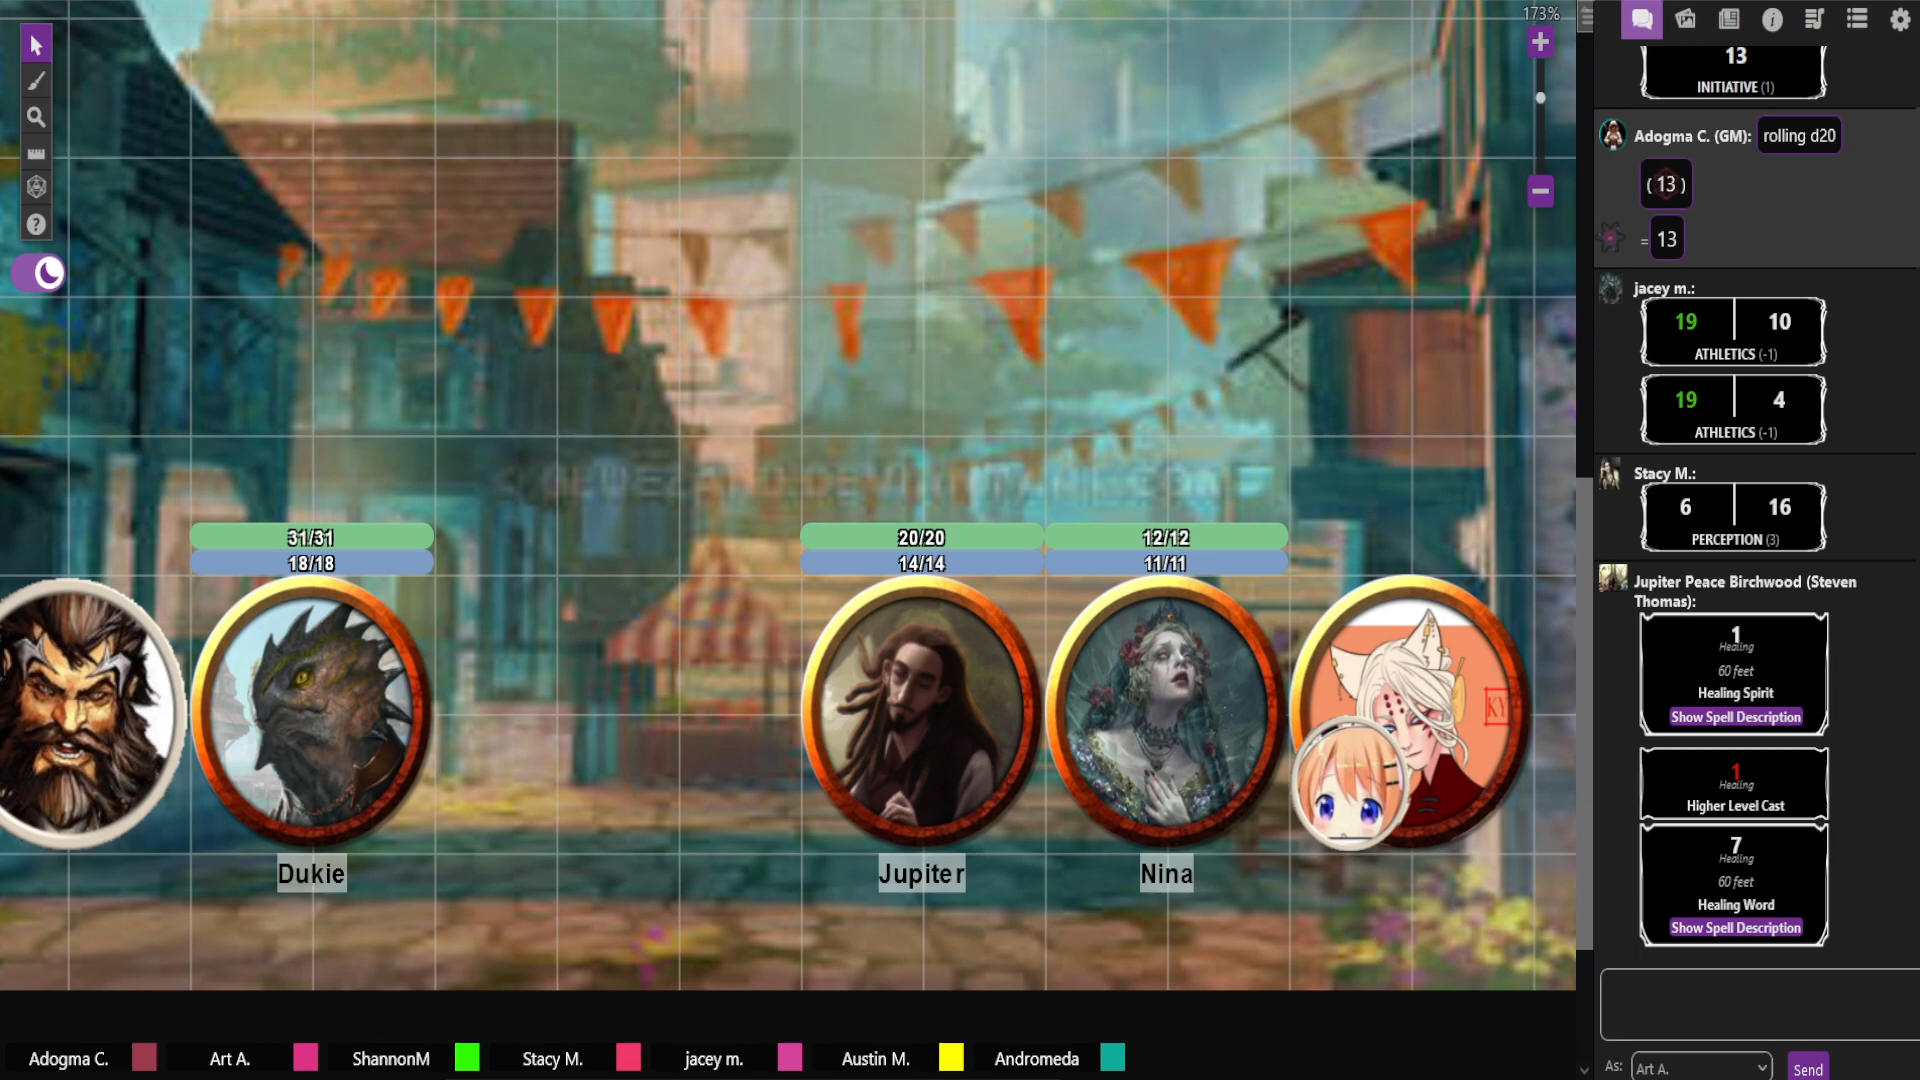 173%
13
INITIATIVE (1)
Adogma C. (GM): rolling d20
(13)
=13
jacey m.:
19 10
ATHLETICS (-1)
19 4
ATHLETICS (-1)
Stacy M.:
6 16
PERCEPTION (3)
Jupiter Peace Birchwood (Steven
Thomas):
1
Healing
60 feet
Healing Spirit
Show Spell Description
1
Healing
Higher Level Cast
7
Healing
60 feet
Healing Word
Show Spell Description
As: Art A. Send
31/31
18/18
20/20
14/14
12/12
11/11
KY
Dukie
Jupiter
Nina
Adogma C. Art A. ShannonM Stacy M. jacey m. Austin M. Andromeda